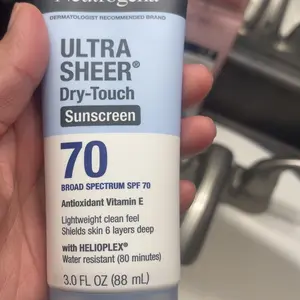 Neutrogena
DERMATOLOGIST RECOMMENDED BRAND
ULTRA
SHEER®
Dry-Touch
Sunscreen
70
BROAD SPECTRUM SPF 70
Antioxidant Vitamin E
Lightweight clean feel
Shields skin 6 layers deep
with HELIOPLEX®
Water resistant (80 minutes)
3.0 FL OZ (88 mL)